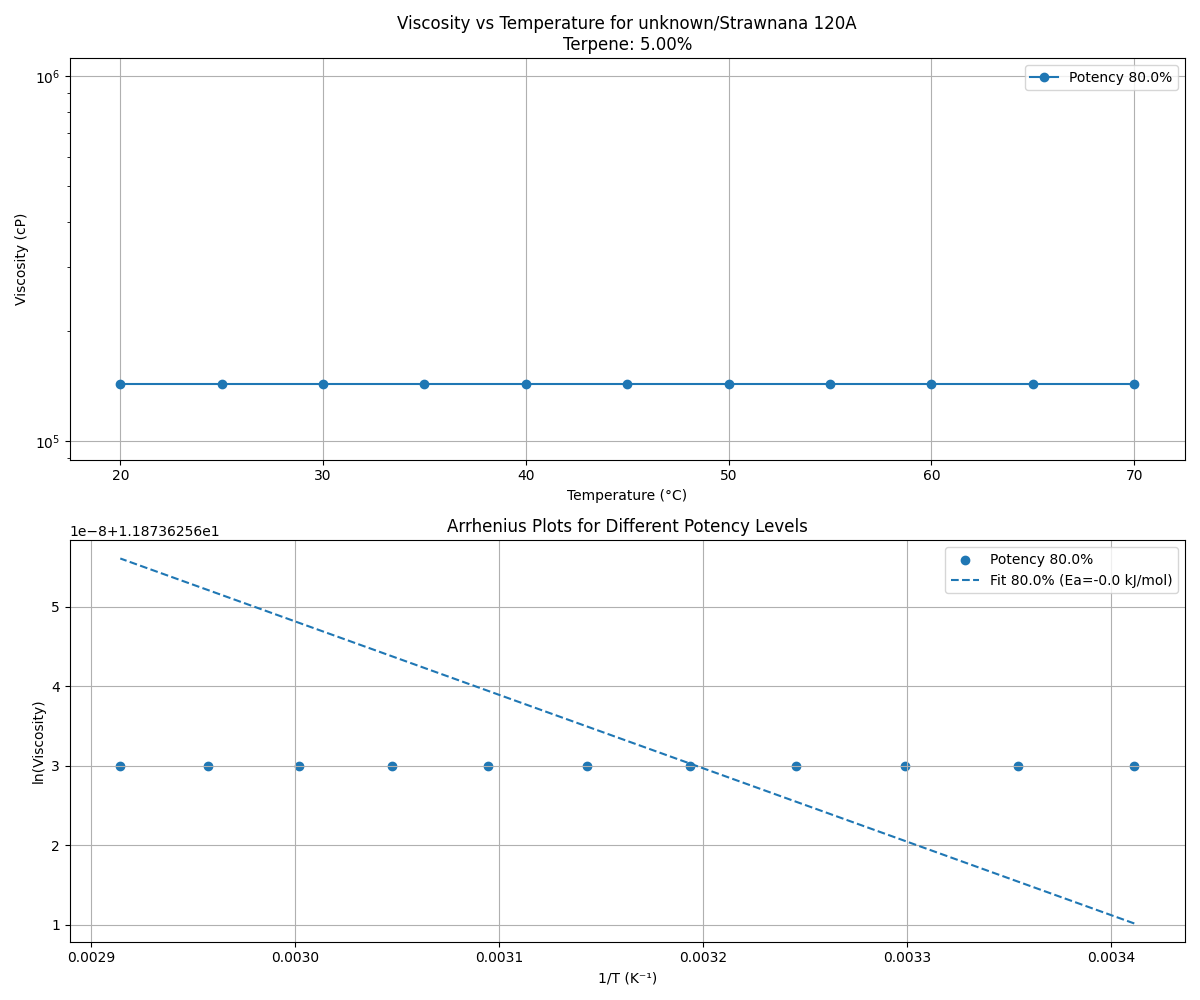 Viscosity vs Temperature for unknown/Strawnana 120A
Terpene: 5.00%
Potency 80.0%
10⁶
10⁵
Viscosity (cP)
20 30 40 50 60 70
Temperature (°C)
Arrhenius Plots for Different Potency Levels
1e−8+1.18736256e1
Potency 80.0%
Fit 80.0% (Ea=-0.0 kJ/mol)
5
4
3
2
1
ln(Viscosity)
0.0029 0.0030 0.0031 0.0032 0.0033 0.0034
1/T (K⁻¹)